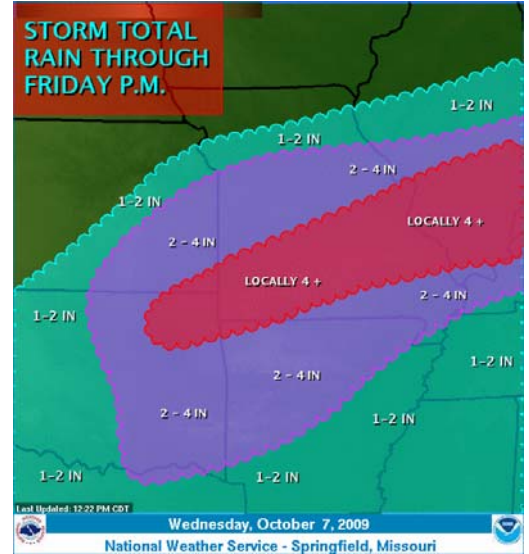 STORM TOTAL
RAIN THROUGH
FRIDAY P.M.
1-2 IN
1-2 IN
2 - 4 IN
1-2 IN
LOCALLY 4 +
2 - 4 IN
LOCALLY 4 +
2 - 4 IN
1-2 IN
1-2 IN
2 - 4 IN
2 - 4 IN
1-2 IN
1-2 IN
1-2 IN
Last Updated: 12:22 PM CDT
Wednesday, October 7, 2009
National Weather Service - Springfield, Missouri